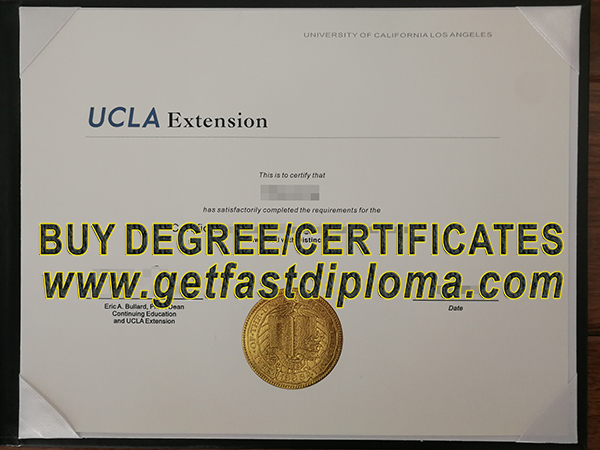 UNIVERSITY OF CALIFORNIA LOS ANGELES
UCLA Extension
This is to certify that
has satisfactorily completed the requirements for the
BUY DEGREE/CERTIFICATES
www.getfastdiploma.com
Eric A. Bullard, Dean
Continuing Education
and UCLA Extension
Date